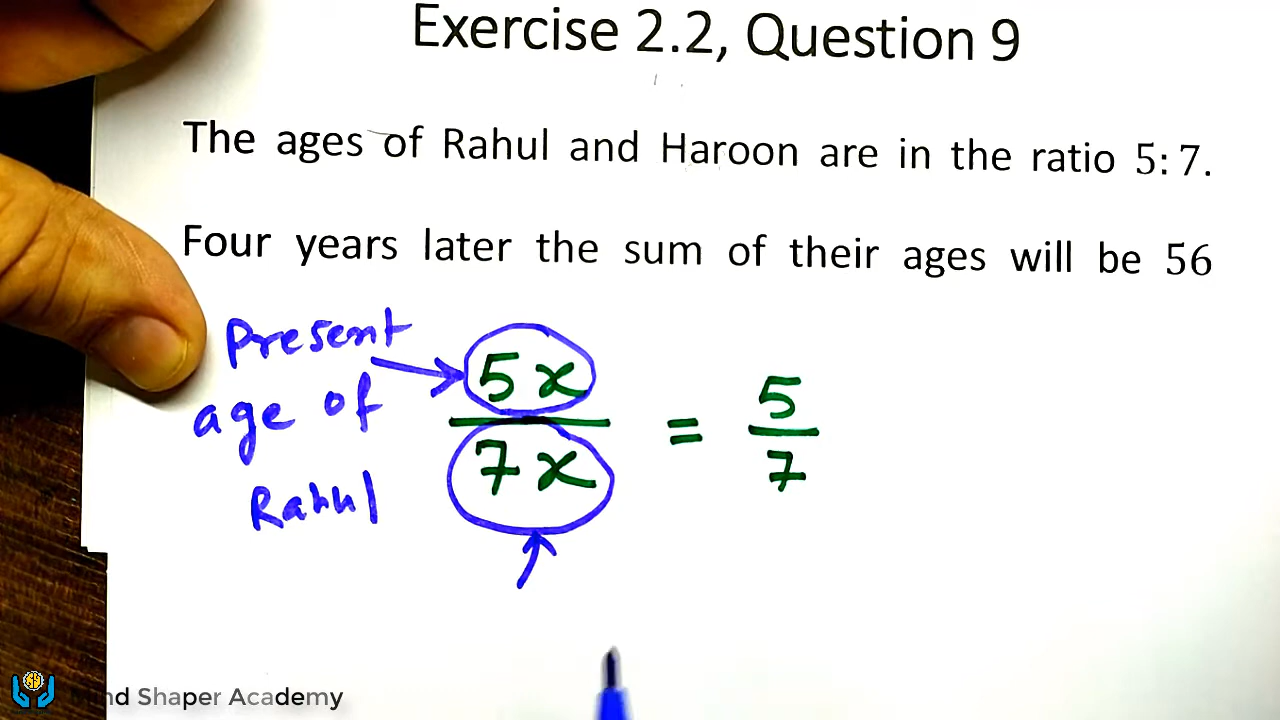 Exercise 2.2, Question 9
The ages of Rahul and Haroon are in the ratio 5:7.
Four years later the sum of their ages will be 56
Present
age of
Rahul
5x
7x
=
5
7
Shaper Academy